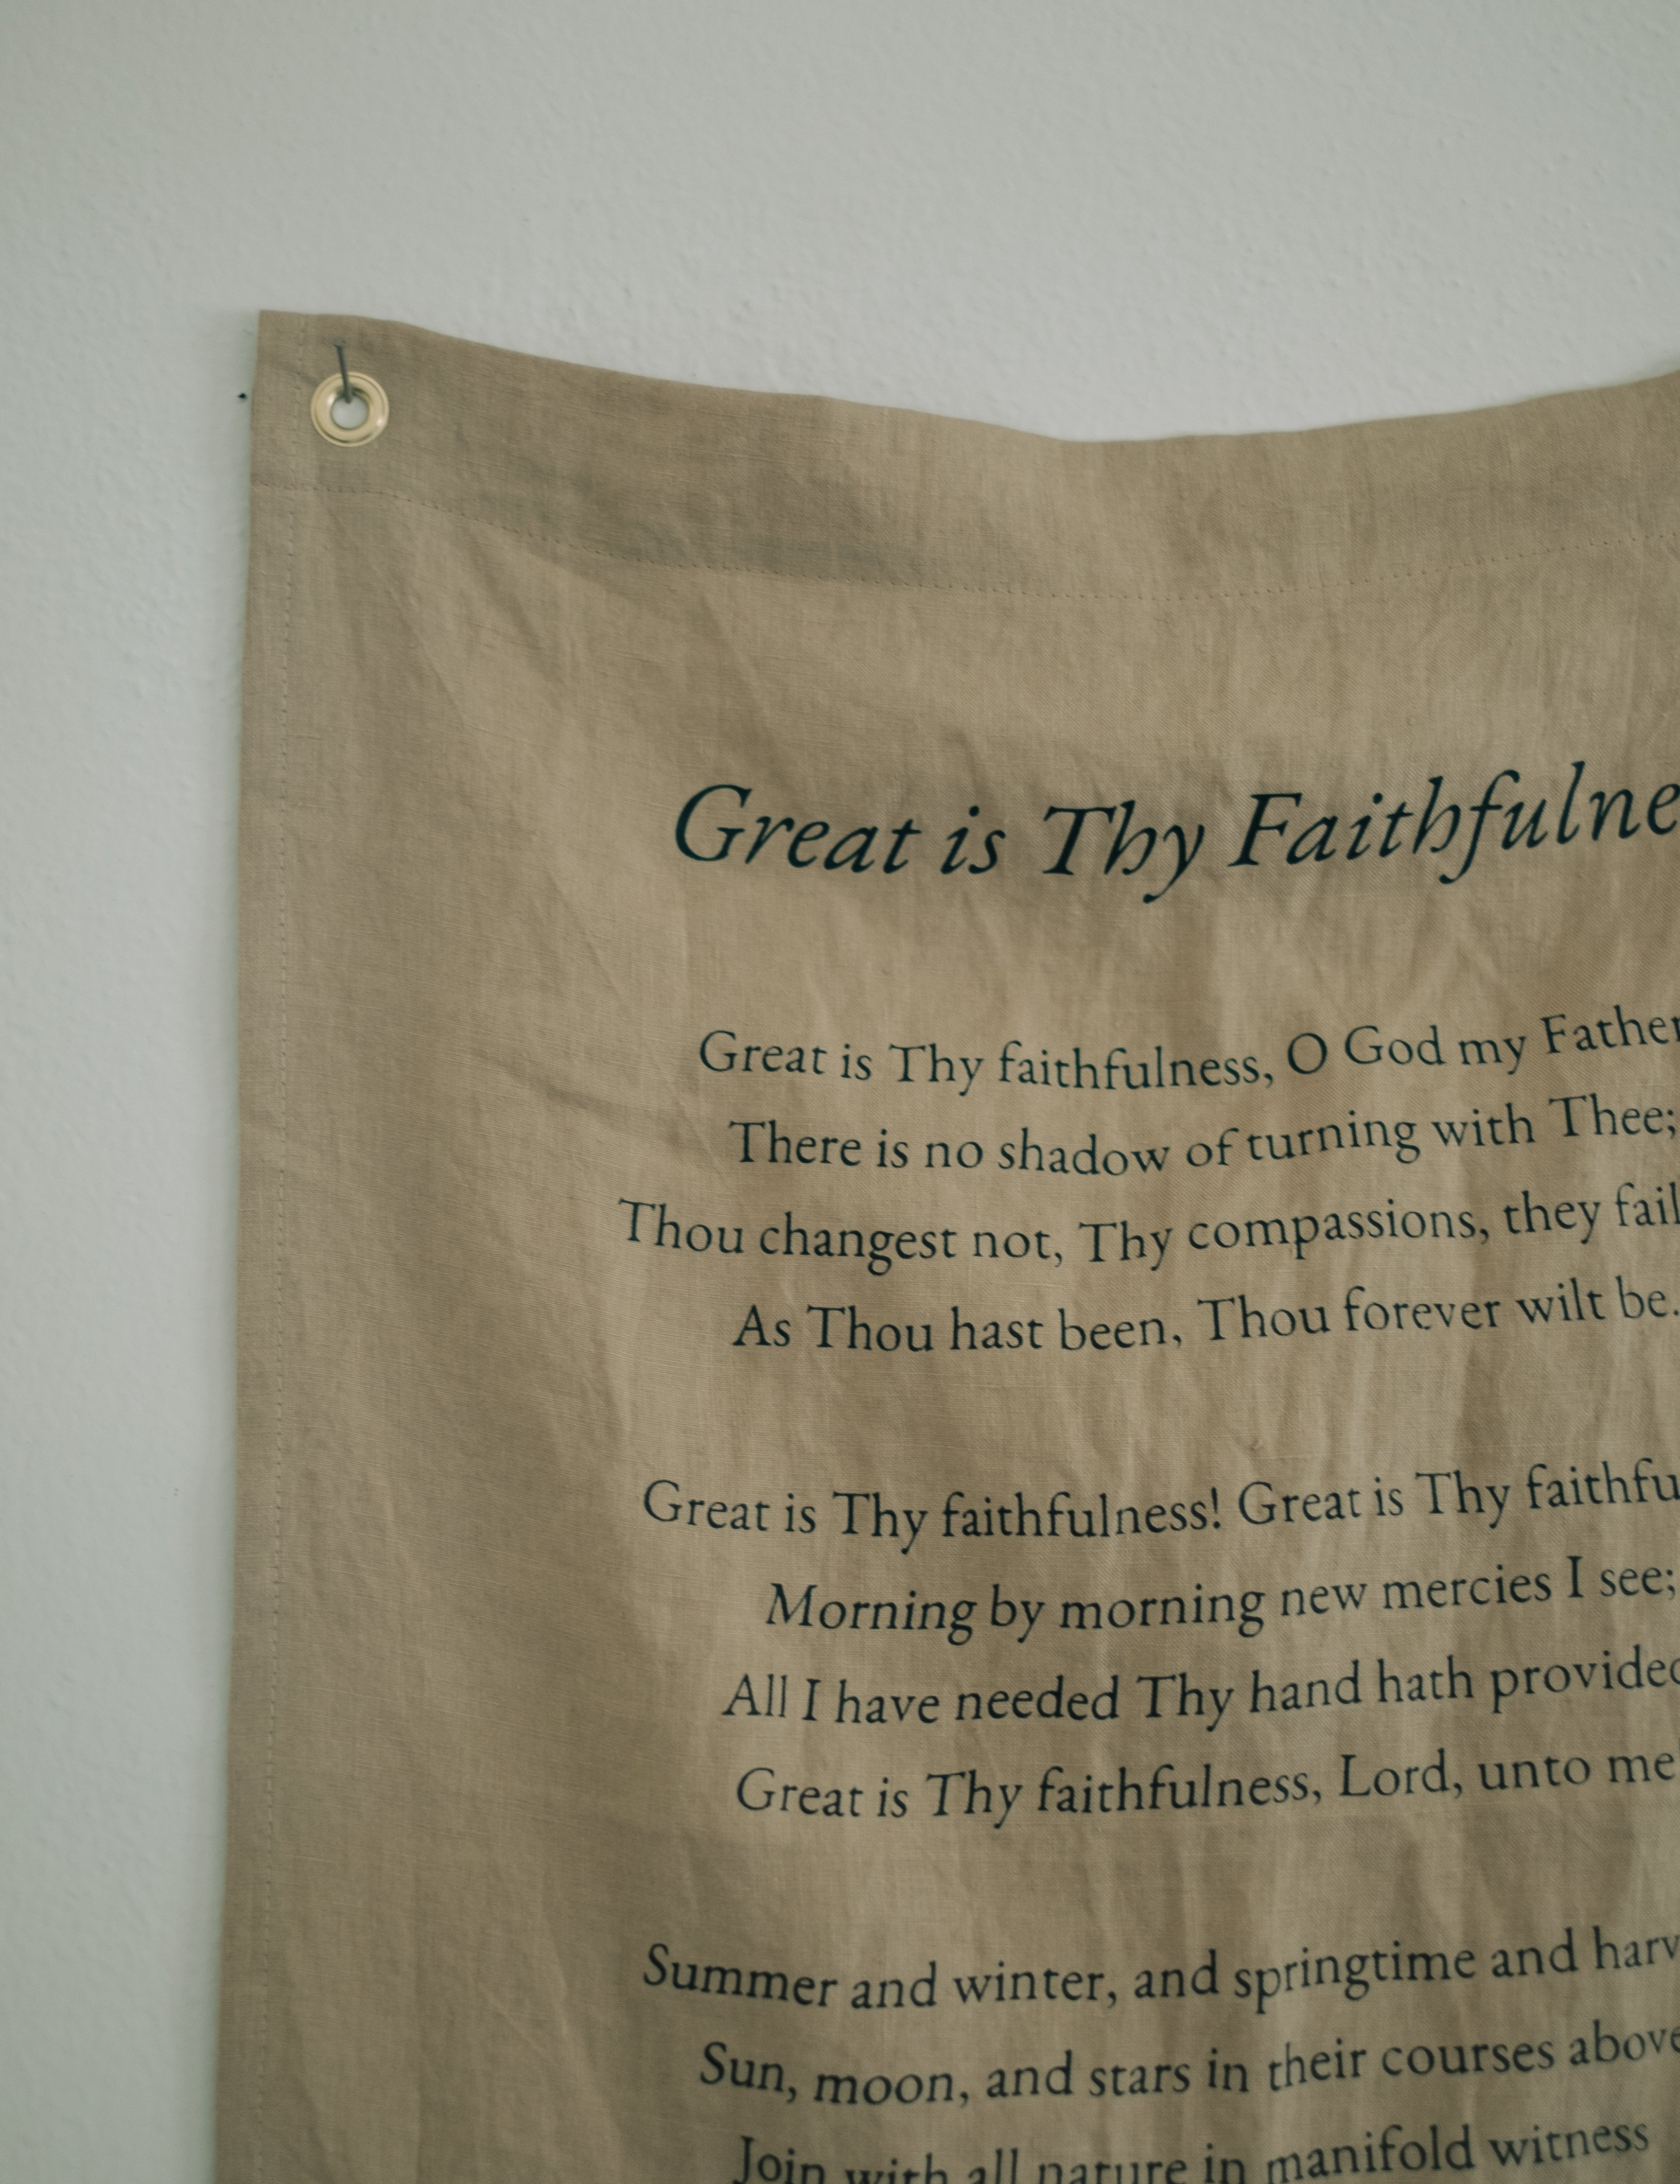 Great is Thy Faithfulne
Great is Thy faithfulness, O God my Father
There is no shadow of turning with Thee;
Thou changest not, Thy compassions, they fail
As Thou hast been, Thou forever wilt be.
Great is Thy faithfulness! Great is Thy faithfu
Morning by morning new mercies I see;
All I have needed Thy hand hath provided
Great is Thy faithfulness, Lord, unto me
Summer and winter, and springtime and harv
Sun, moon, and stars in their courses above
Join with all nature in manifold witness